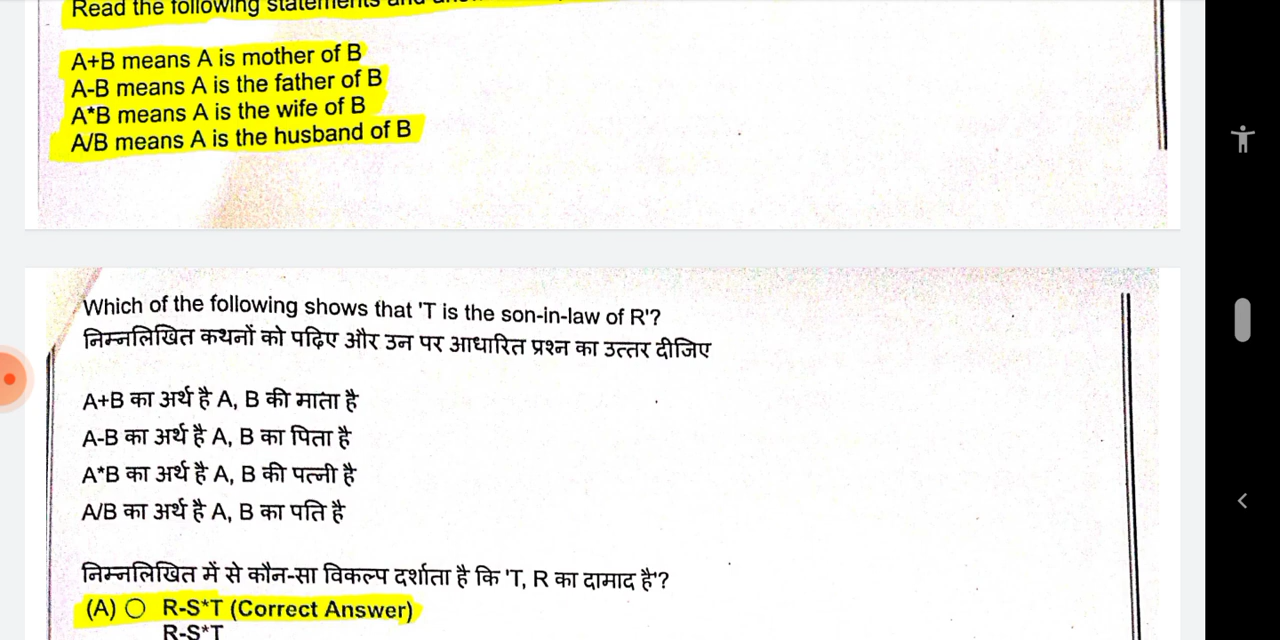 Read the following statements and
A+B means A is mother of B
A-B means A is the father of B
A*B means A is the wife of B
A/B means A is the husband of B
Which of the following shows that 'T is the son-in-law of R'?
निम्नलिखित कथनों को पढ़िए और उन पर आधारित प्रश्न का उत्तर दीजिए
A+B का अर्थ है A, B की माता है
A-B का अर्थ है A, B का पिता है
A*B का अर्थ है A, B की पत्नी है
A/B का अर्थ है A, B का पति है
निम्नलिखित में से कौन-सा विकल्प दर्शाता है कि 'T, R का दामाद है'?
(A) R-S*T (Correct Answer)
R-S*T